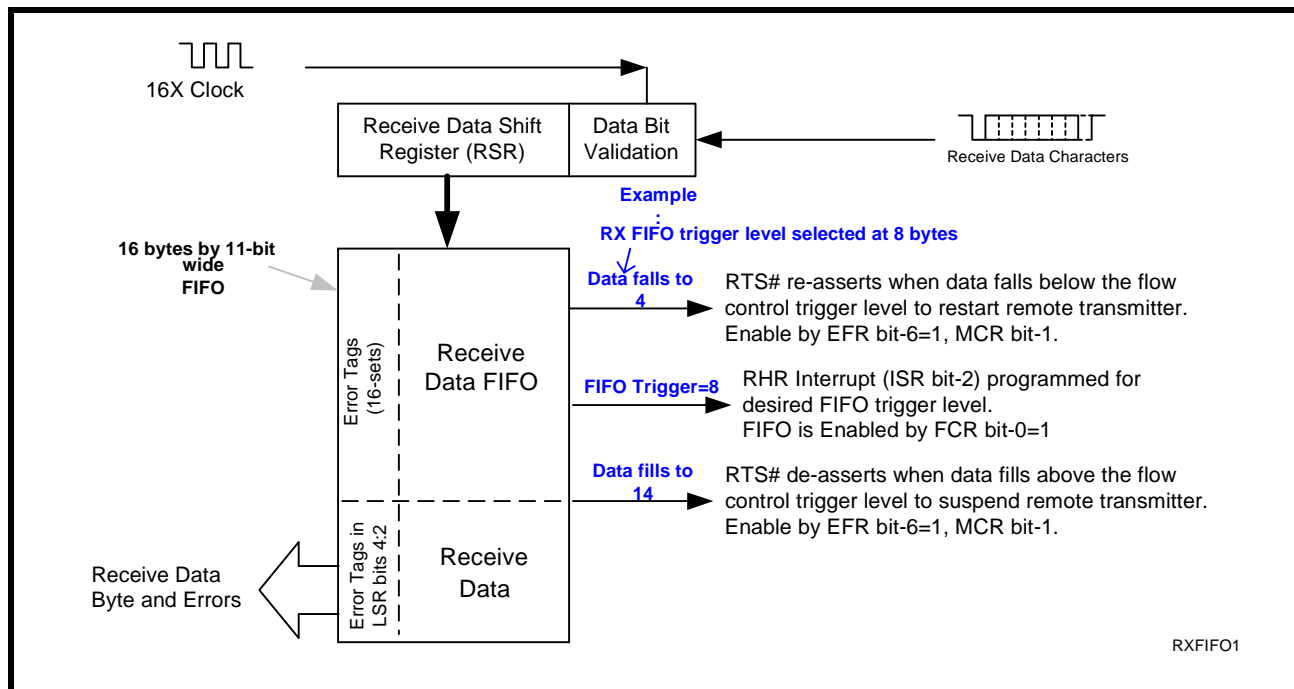 16X Clock
Receive Data Shift
Register (RSR)
Data Bit
Validation
Receive Data Characters
Example
:
RX FIFO trigger level selected at 8 bytes
16 bytes by 11-bit
wide
FIFO
Error Tags
(16-sets)
Receive
Data FIFO
Data falls to
4
RTS# re-asserts when data falls below the flow
control trigger level to restart remote transmitter.
Enable by EFR bit-6=1, MCR bit-1.
FIFO Trigger=8
RHR Interrupt (ISR bit-2) programmed for
desired FIFO trigger level.
FIFO is Enabled by FCR bit-0=1
Data fills to
14
RTS# de-asserts when data fills above the flow
control trigger level to suspend remote transmitter.
Enable by EFR bit-6=1, MCR bit-1.
Error Tags in
LSR bits 4:2
Receive
Data
Receive Data
Byte and Errors
RXFIFO1